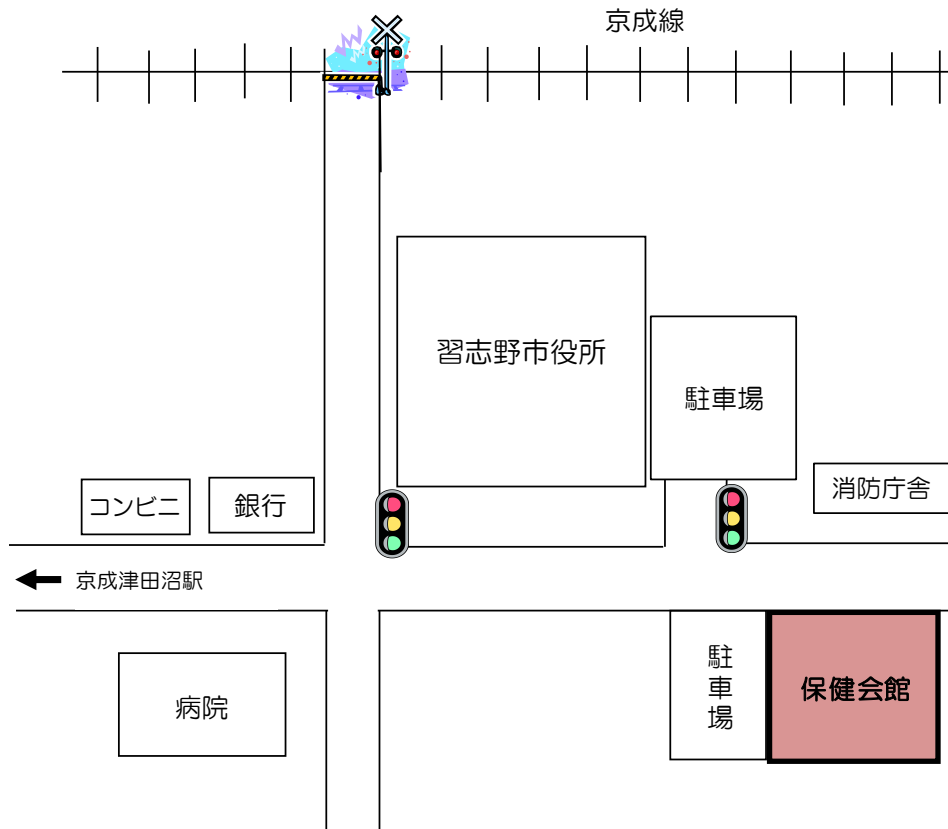 京成線
習志野市役所
駐車場
消防庁舎
コンビニ
銀行
京成津田沼駅
病院
駐車場
保健会館